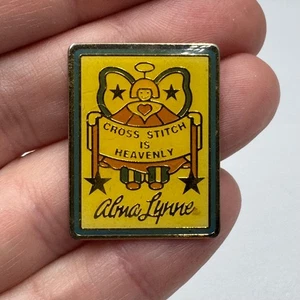 CROSS STITCH
IS
HEAVENLY
Alma Lynne